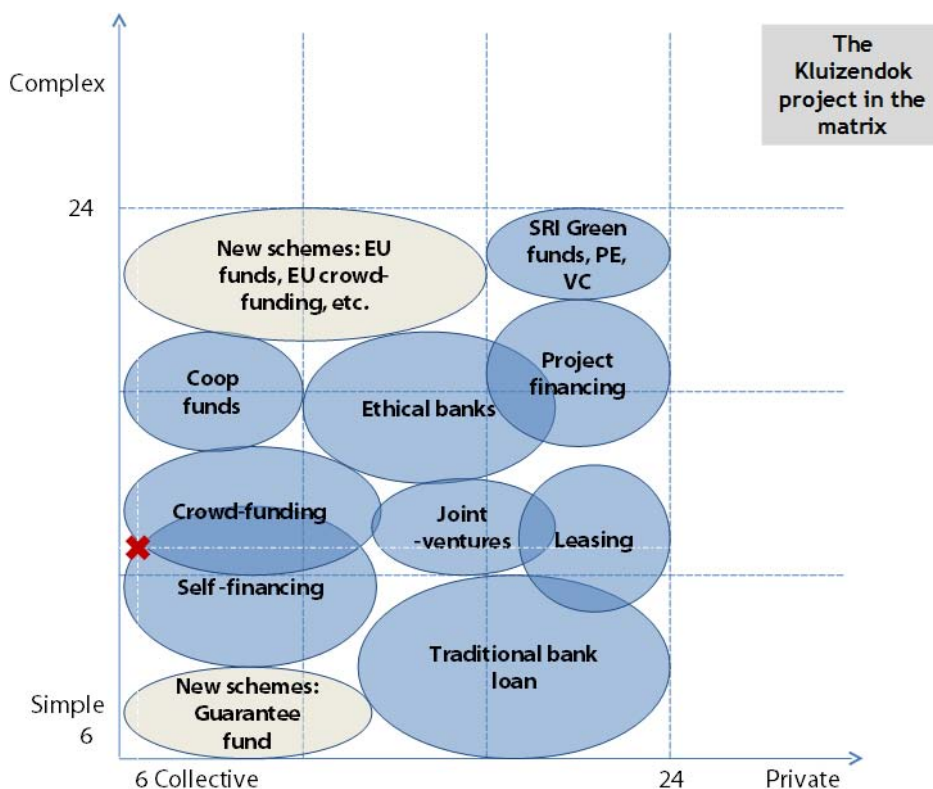 The
Kluizendok
project in the
matrix
Complex
24
New schemes: EU
funds, EU crowd-
funding, etc.
SRI Green
funds, PE,
VC
Coop
funds
Ethical banks
Project
financing
Crowd-funding
Joint
-ventures
Leasing
Self-financing
Traditional bank
loan
New schemes:
Guarantee
fund
Simple
6
6 Collective
24
Private